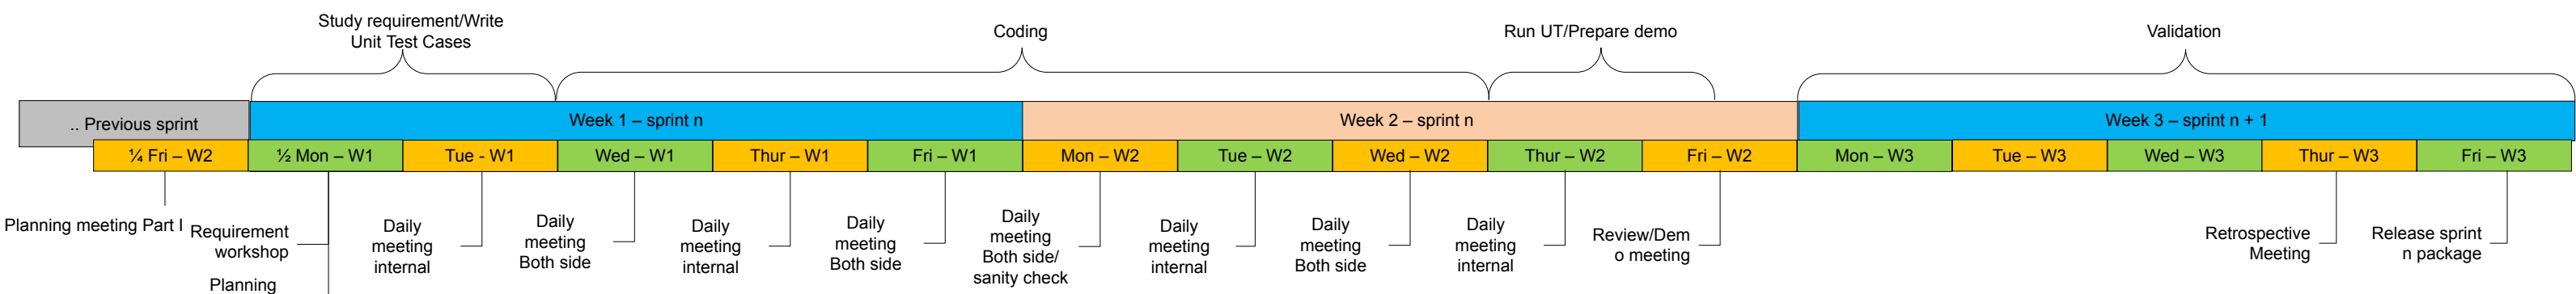 Study requirement/Write
Unit Test Cases
Coding
Run UT/Prepare demo
Validation
.. Previous sprint
Week 1 – sprint n
Week 2 – sprint n
Week 3 – sprint n + 1
¼ Fri – W2
½ Mon – W1
Tue - W1
Wed – W1
Thur – W1
Fri – W1
Mon – W2
Tue – W2
Wed – W2
Thur – W2
Fri – W2
Mon – W3
Tue – W3
Wed – W3
Thur – W3
Fri – W3
Planning meeting Part I
Requirement
workshop
Planning
Daily
meeting
internal
Daily
meeting
Both side
Daily
meeting
internal
Daily
meeting
Both side
Daily
meeting
Both side/
sanity check
Daily
meeting
internal
Daily
meeting
Both side
Daily
meeting
internal
Review/Dem
o meeting
Retrospective
Meeting
Release sprint
n package